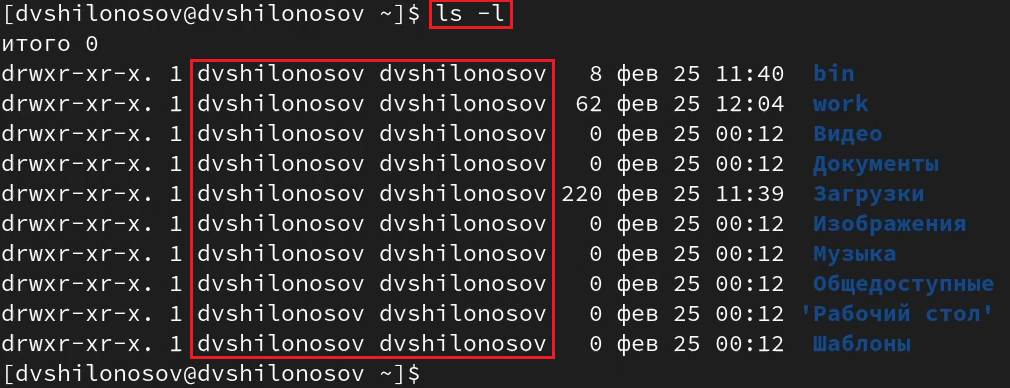 [dvshilonosov@dvshilonosov ~]$ ls -l
итого 0
drwxr-xr-x. 1 dvshilonosov dvshilonosov   8 фев 25 11:40  bin
drwxr-xr-x. 1 dvshilonosov dvshilonosov  62 фев 25 12:04  work
drwxr-xr-x. 1 dvshilonosov dvshilonosov   0 фев 25 00:12  Видео
drwxr-xr-x. 1 dvshilonosov dvshilonosov   0 фев 25 00:12  Документы
drwxr-xr-x. 1 dvshilonosov dvshilonosov 220 фев 25 11:39  Загрузки
drwxr-xr-x. 1 dvshilonosov dvshilonosov   0 фев 25 00:12  Изображения
drwxr-xr-x. 1 dvshilonosov dvshilonosov   0 фев 25 00:12  Музыка
drwxr-xr-x. 1 dvshilonosov dvshilonosov   0 фев 25 00:12  Общедоступные
drwxr-xr-x. 1 dvshilonosov dvshilonosov   0 фев 25 00:12 'Рабочий стол'
drwxr-xr-x. 1 dvshilonosov dvshilonosov   0 фев 25 00:12  Шаблоны
[dvshilonosov@dvshilonosov ~]$